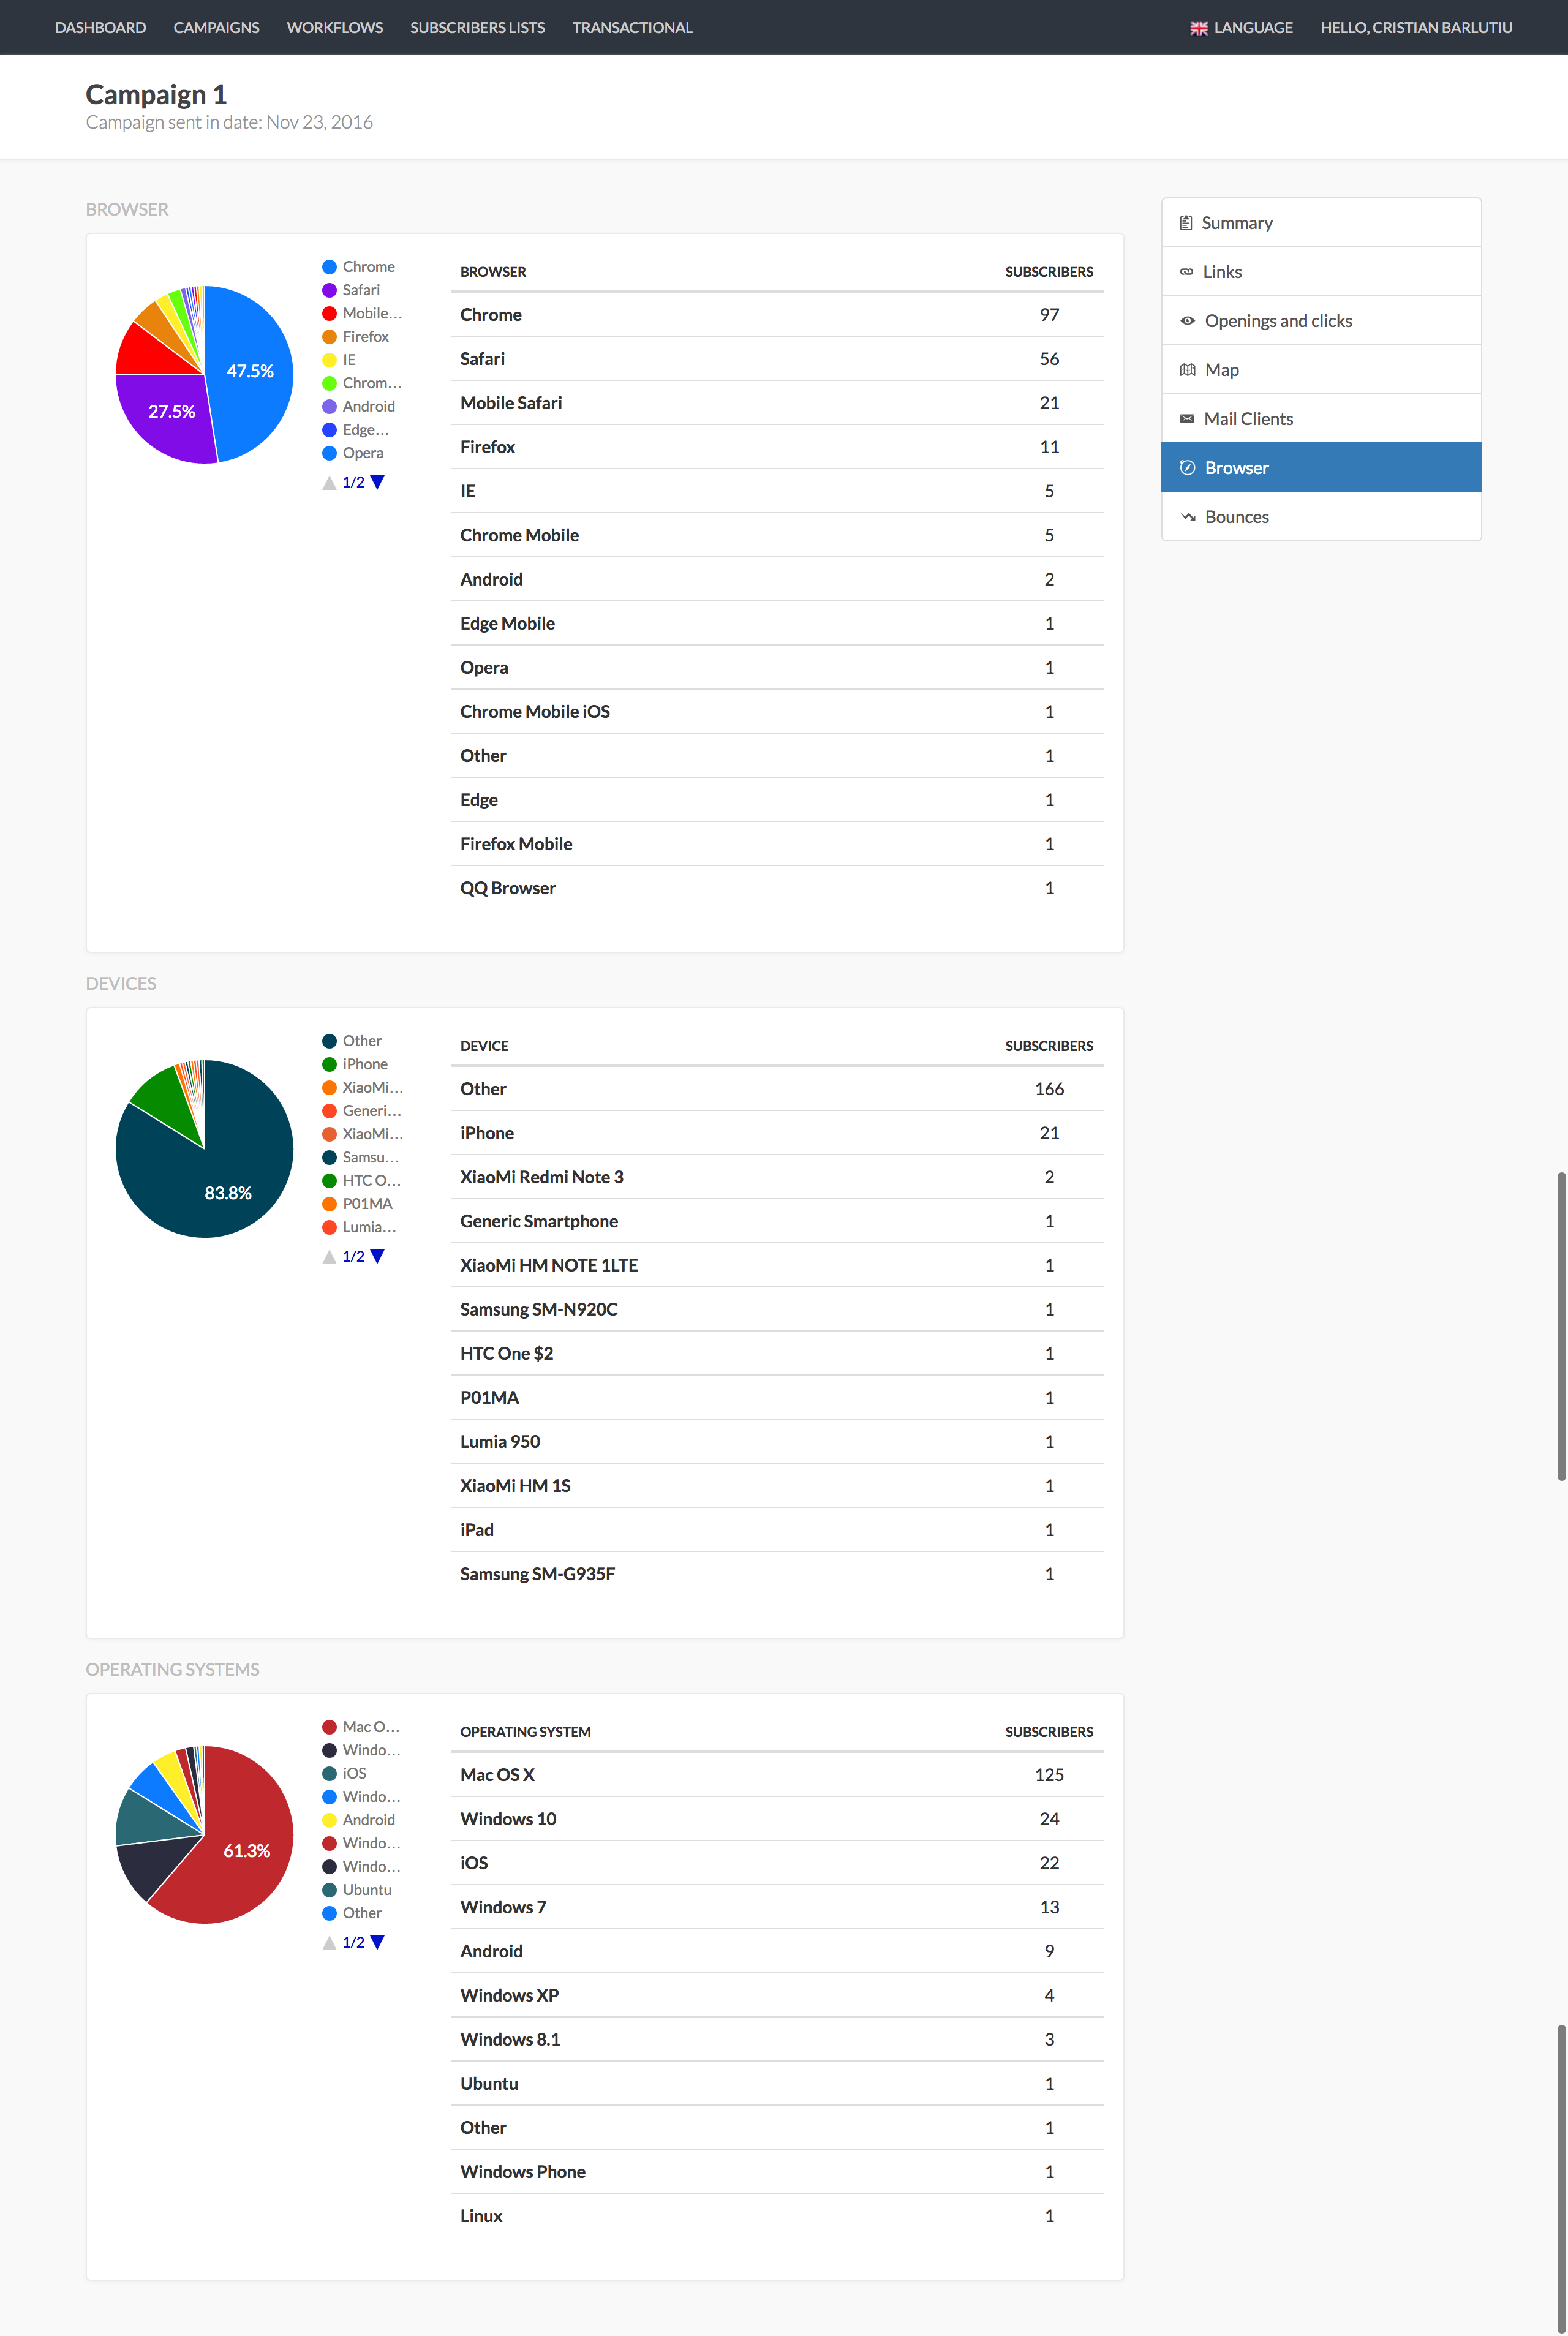 DASHBOARD CAMPAIGNS WORKFLOWS SUBSCRIBERS LISTS TRANSACTIONAL LANGUAGE HELLO, CRISTIAN BARLUTIU
Campaign 1
Campaign sent in date: Nov 23, 2016
BROWSER
Chrome
Safari
Mobile...
Firefox
IE
Chrom...
Android
Edge...
Opera
1/2
47.5%
27.5%
BROWSER SUBSCRIBERS
Chrome 97
Safari 56
Mobile Safari 21
Firefox 11
IE 5
Chrome Mobile 5
Android 2
Edge Mobile 1
Opera 1
Chrome Mobile iOS 1
Other 1
Edge 1
Firefox Mobile 1
QQ Browser 1
Summary
Links
Openings and clicks
Map
Mail Clients
Browser
Bounces
DEVICES
Other
iPhone
XiaoMi...
Generi...
XiaoMi...
Samsu...
HTC O...
P01MA
Lumia...
1/2
83.8%
DEVICE SUBSCRIBERS
Other 166
iPhone 21
XiaoMi Redmi Note 3 2
Generic Smartphone 1
XiaoMi HM NOTE 1LTE 1
Samsung SM-N920C 1
HTC One $2 1
P01MA 1
Lumia 950 1
XiaoMi HM 1S 1
iPad 1
Samsung SM-G935F 1
OPERATING SYSTEMS
Mac O...
Windo...
iOS
Windo...
Android
Windo...
Windo...
Ubuntu
Other
1/2
61.3%
OPERATING SYSTEM SUBSCRIBERS
Mac OS X 125
Windows 10 24
iOS 22
Windows 7 13
Android 9
Windows XP 4
Windows 8.1 3
Ubuntu 1
Other 1
Windows Phone 1
Linux 1